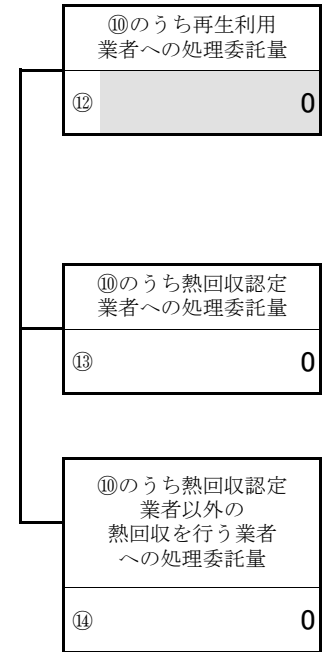 ⑩のうち再生利用
業者への処理委託量
⑫ 0
⑩のうち熱回収認定
業者への処理委託量
⑬ 0
⑩のうち熱回収認定
業者以外の
熱回収を行う業者
への処理委託量
⑭ 0